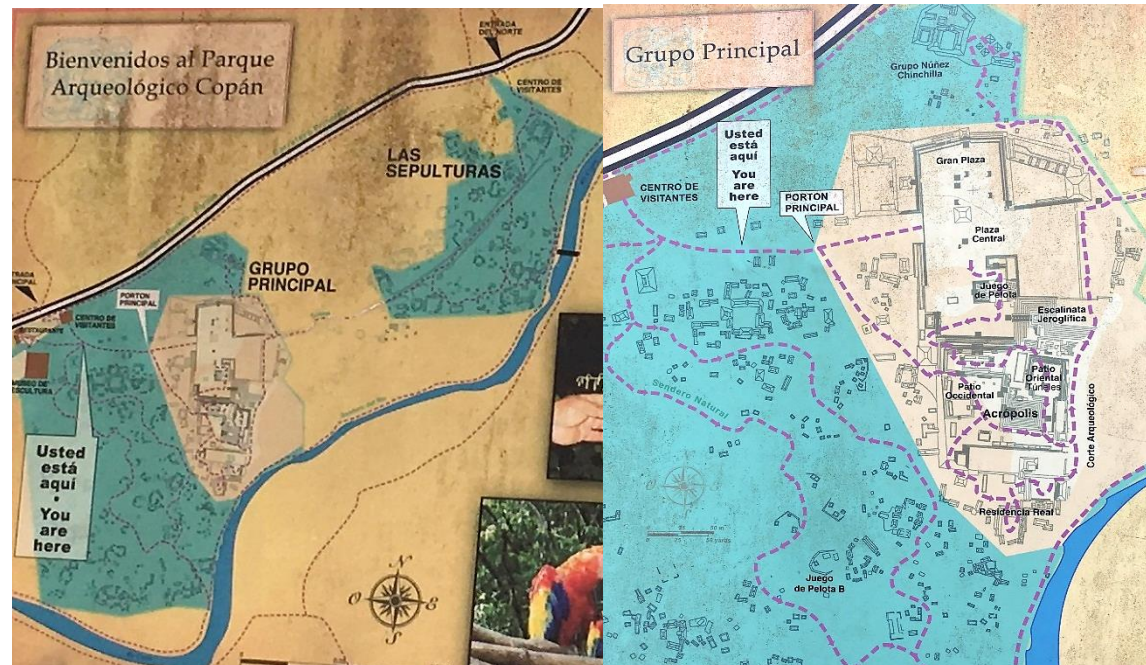 Bienvenidos al Parque
Arqueológico Copán
ENTRADA
DEL NORTE
CENTRO DE
VISITANTES
LAS
SEPULTURAS
GRUPO
PRINCIPAL
PORTON
PRINCIPAL
CENTRO DE
VISITANTES
RESTAURANTE
MUSEO DE
Usted
está
aquí
•
You
are
here
N
O
E
S
Grupo Principal
Grupo Núñez
Chinchilla
Usted
está
aquí
You are
here
CENTRO DE
VISITANTES
PORTON
PRINCIPAL
Gran Plaza
Plaza
Central
Juego
de Pelota
Escalinata
Jeroglífica
Patio
Oriental
Túneles
Patio
Occidental
Acrópolis
Corte Arqueológico
Sendero Natural
Residencia Real
Juego
de Pelota B